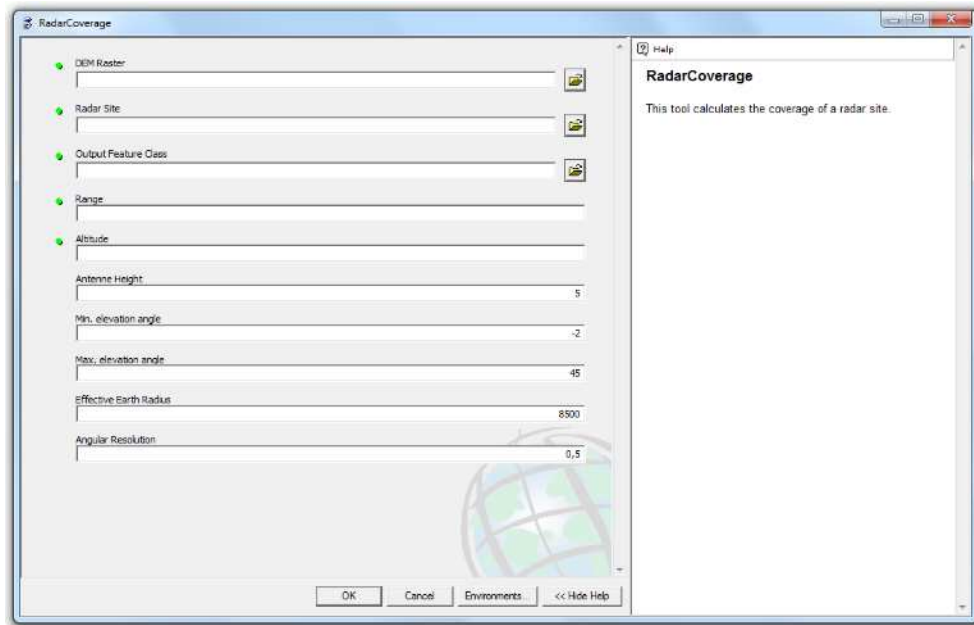 RadarCoverage
DEM Raster
Radar Site
Output Feature Class
Range
Altitude
Antenne Height
5
Min. elevation angle
-2
Max. elevation angle
45
Effective Earth Radius
8500
Angular Resolution
0,5
OK
Cancel
Environments...
<< Hide Help
Help
RadarCoverage
This tool calculates the coverage of a radar site.